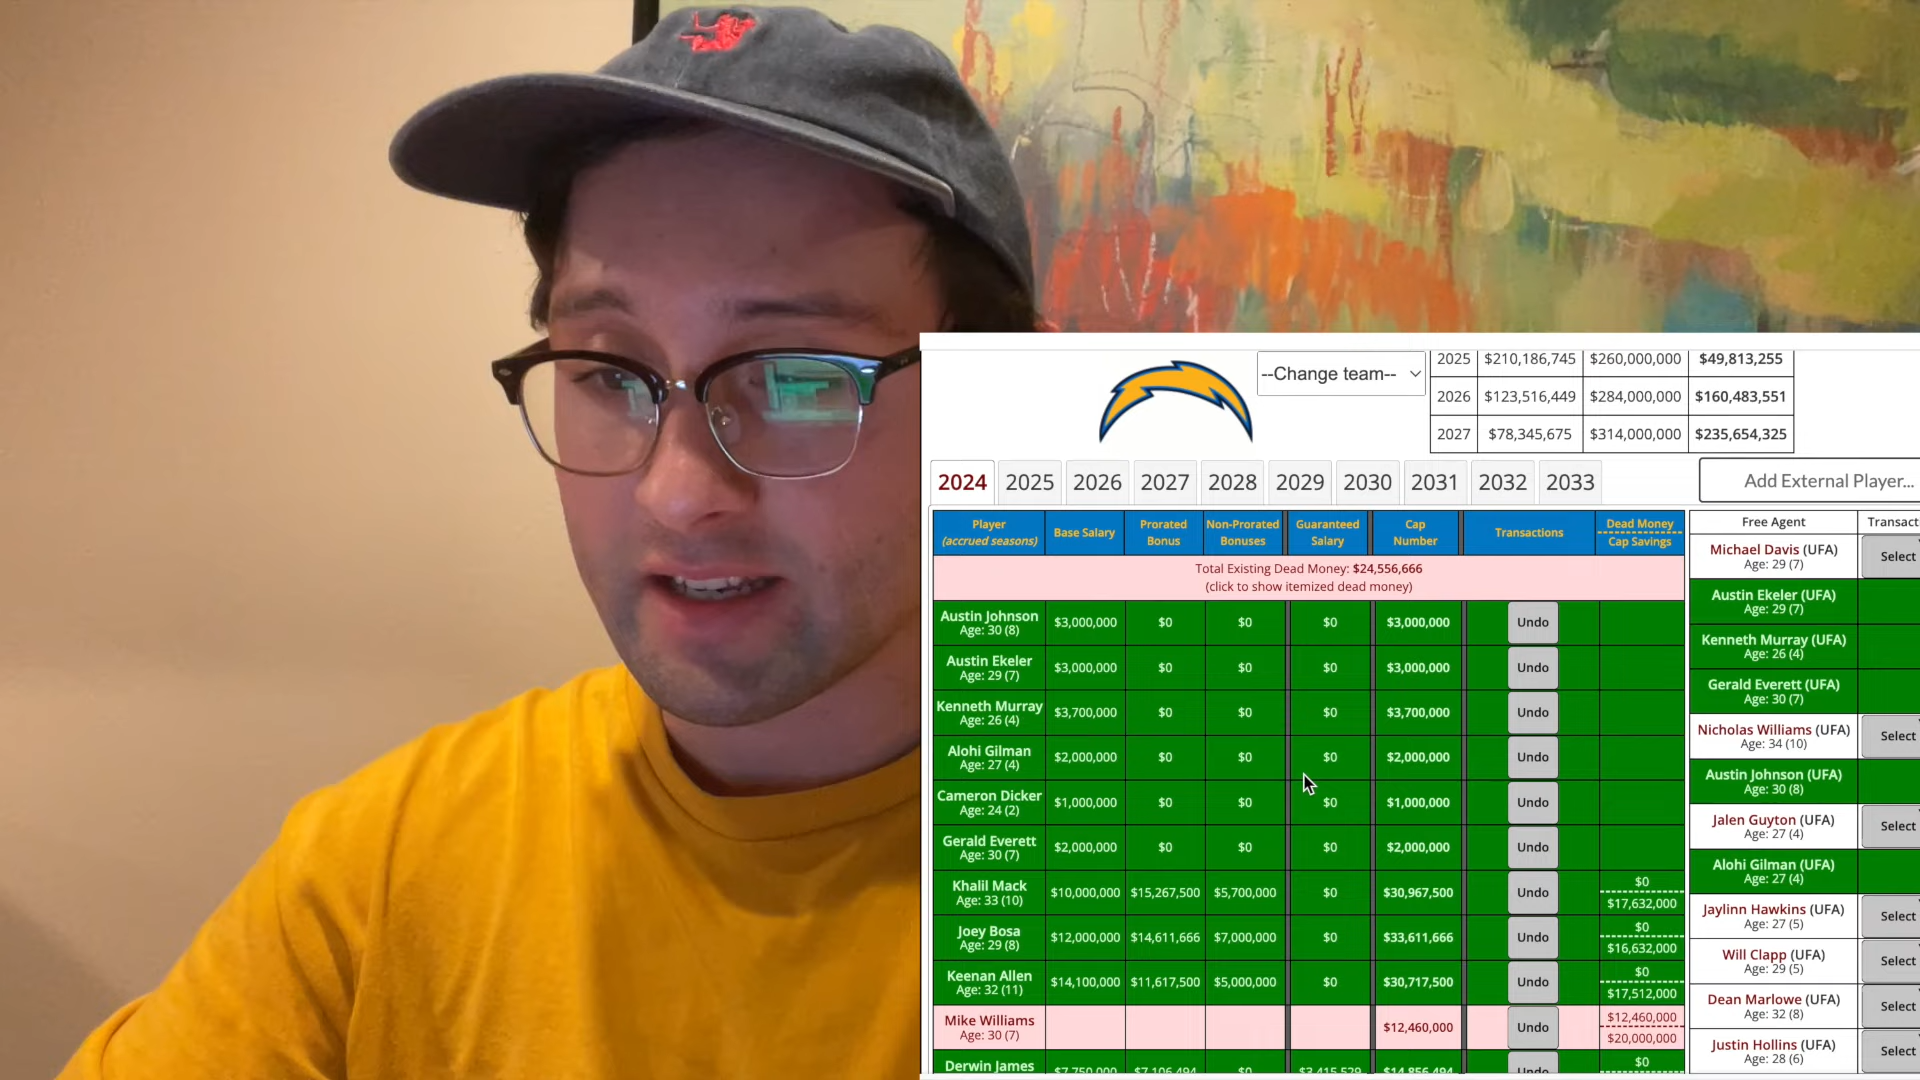 --Change team--
2025 $210,186,745 $260,000,000 $49,813,255
2026 $123,516,449 $284,000,000 $160,483,551
2027 $78,345,675 $314,000,000 $235,654,325
2024 2025 2026 2027 2028 2029 2030 2031 2032 2033
Add External Player...
Player (accrued seasons) Base Salary Prorated Bonus Non-Prorated Bonuses Guaranteed Salary Cap Number Transactions Dead Money Cap Savings
Total Existing Dead Money: $24,556,666
(click to show itemized dead money)
Austin Johnson Age: 30 (8) $3,000,000 $0 $0 $0 $3,000,000 Undo
Austin Ekeler Age: 29 (7) $3,000,000 $0 $0 $0 $3,000,000 Undo
Kenneth Murray Age: 26 (4) $3,700,000 $0 $0 $0 $3,700,000 Undo
Alohi Gilman Age: 27 (4) $2,000,000 $0 $0 $0 $2,000,000 Undo
Cameron Dicker Age: 24 (2) $1,000,000 $0 $0 $0 $1,000,000 Undo
Gerald Everett Age: 30 (7) $2,000,000 $0 $0 $0 $2,000,000 Undo
Khalil Mack Age: 33 (10) $10,000,000 $15,267,500 $5,700,000 $0 $30,967,500 Undo $0 $17,632,000
Joey Bosa Age: 29 (8) $12,000,000 $14,611,666 $7,000,000 $0 $33,611,666 Undo $0 $16,632,000
Keenan Allen Age: 32 (11) $14,100,000 $11,617,500 $5,000,000 $0 $30,717,500 Undo $0 $17,512,000
Mike Williams Age: 30 (7) $12,460,000 Undo $12,460,000 $20,000,000
Derwin James $7,750,000 $7,106,494 $0 $3,415,529 $14,856,494 Undo $0
Free Agent Transact
Michael Davis (UFA) Age: 29 (7) Select
Austin Ekeler (UFA) Age: 29 (7)
Kenneth Murray (UFA) Age: 26 (4)
Gerald Everett (UFA) Age: 30 (7)
Nicholas Williams (UFA) Age: 34 (10) Select
Austin Johnson (UFA) Age: 30 (8)
Jalen Guyton (UFA) Age: 27 (4) Select
Alohi Gilman (UFA) Age: 27 (4)
Jaylinn Hawkins (UFA) Age: 27 (5) Select
Will Clapp (UFA) Age: 29 (5) Select
Dean Marlowe (UFA) Age: 32 (8) Select
Justin Hollins (UFA) Age: 28 (6) Select